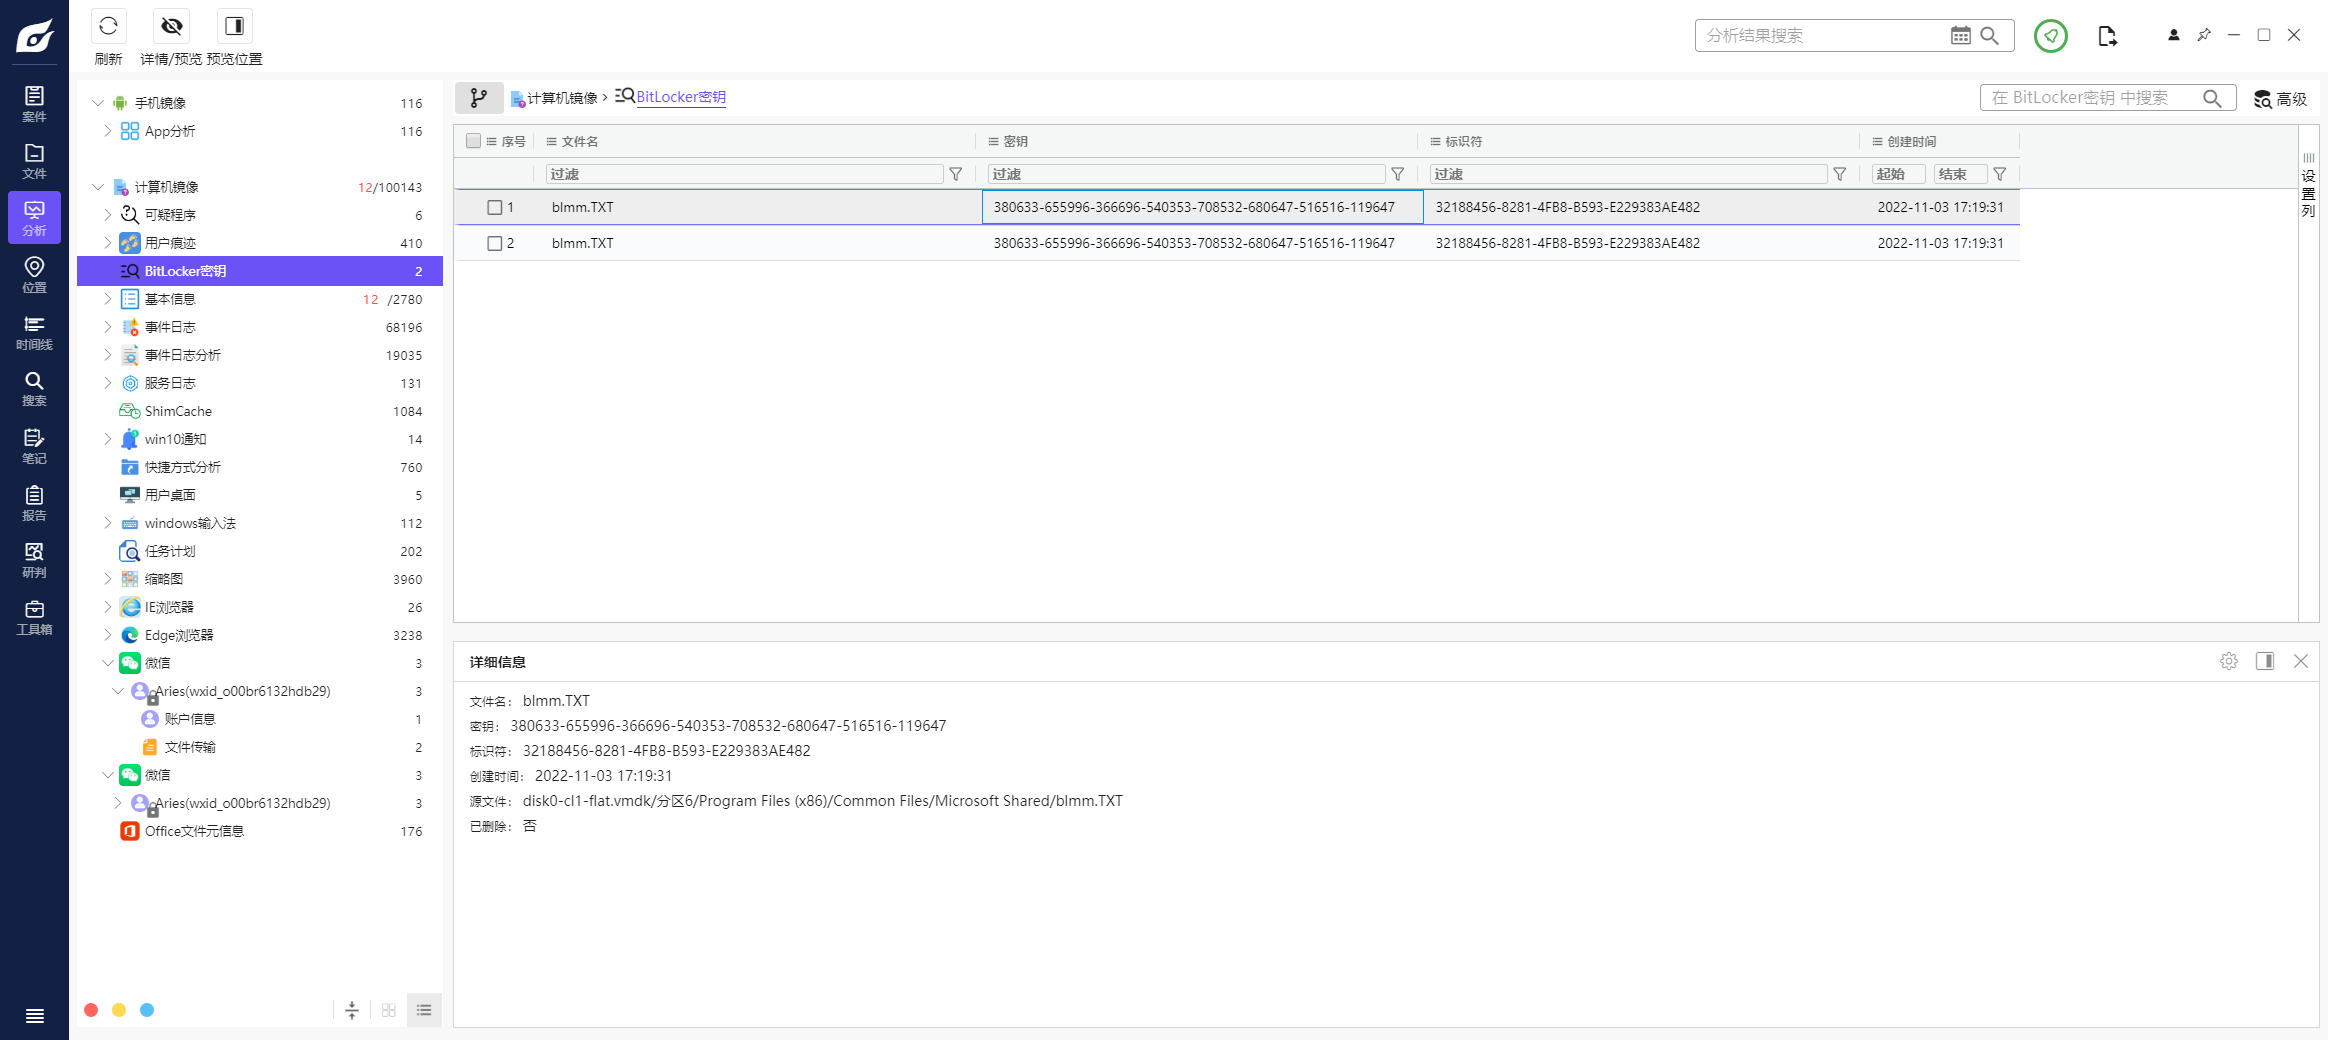 刷新
详情/预览
预览位置
分析结果搜索
案件
文件
分析
位置
时间线
搜索
笔记
报告
研判
工具箱
手机镜像 116
App分析 116
计算机镜像 12/100143
可疑程序 6
用户痕迹 410
BitLocker密钥 2
基本信息 12 /2780
事件日志 68196
事件日志分析 19035
服务日志 131
ShimCache 1084
win10通知 14
快捷方式分析 760
用户桌面 5
windows输入法 112
任务计划 202
缩略图 3960
IE浏览器 26
Edge浏览器 3238
微信 3
Aries(wxid_o00br6132hdb29) 3
账户信息 1
文件传输 2
微信 3
Aries(wxid_o00br6132hdb29) 3
Office文件元信息 176
计算机镜像 › BitLocker密钥
在 BitLocker密钥 中搜索
高级
序号 文件名 密钥 标识符 创建时间
过滤 过滤 过滤 起始 结束
1 blmm.TXT 380633-655996-366696-540353-708532-680647-516516-119647 32188456-8281-4FB8-B593-E229383AE482 2022-11-03 17:19:31
2 blmm.TXT 380633-655996-366696-540353-708532-680647-516516-119647 32188456-8281-4FB8-B593-E229383AE482 2022-11-03 17:19:31
设置列
详细信息
文件名: blmm.TXT
密钥: 380633-655996-366696-540353-708532-680647-516516-119647
标识符: 32188456-8281-4FB8-B593-E229383AE482
创建时间: 2022-11-03 17:19:31
源文件: disk0-cl1-flat.vmdk/分区6/Program Files (x86)/Common Files/Microsoft Shared/blmm.TXT
已删除: 否